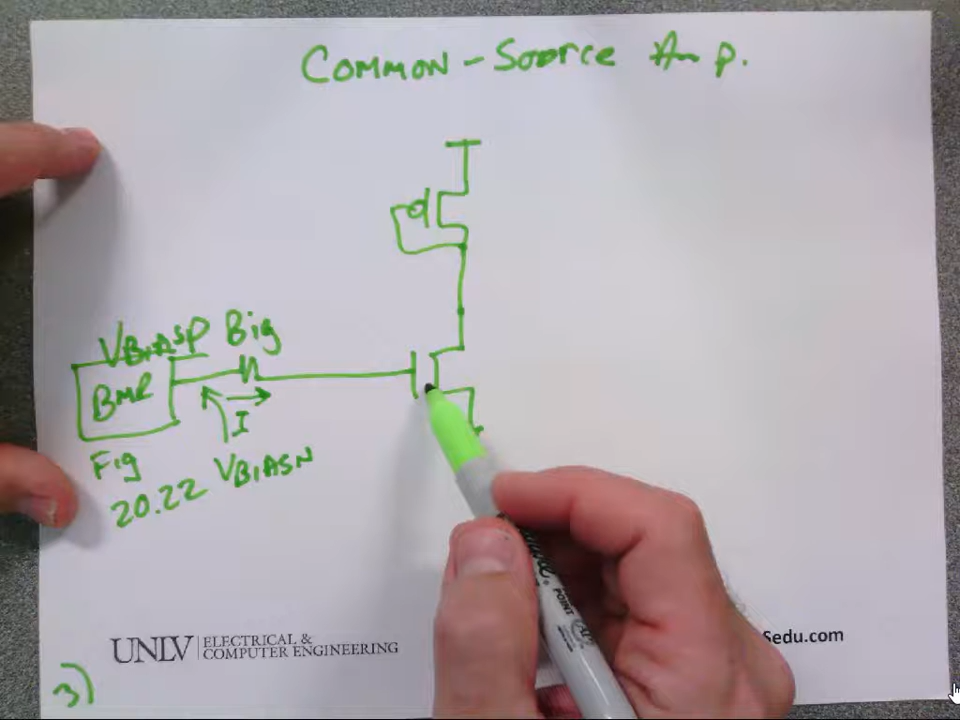 Common-Source Amp.
VBIASP Big
BMR
I
Fig
20.22 VBIASN
UNLV ELECTRICAL &
COMPUTER ENGINEERING
Sedu.com
3)